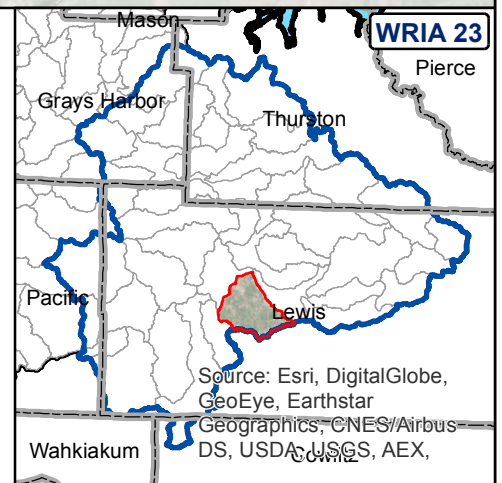 Mason
WRIA 23
Pierce
Grays Harbor
Thurston
Pacific
Lewis
Source: Esri, DigitalGlobe,
GeoEye, Earthstar
Geographics, CNES/Airbus
DS, USDA, USGS, AEX,
Wahkiakum
Cowlitz